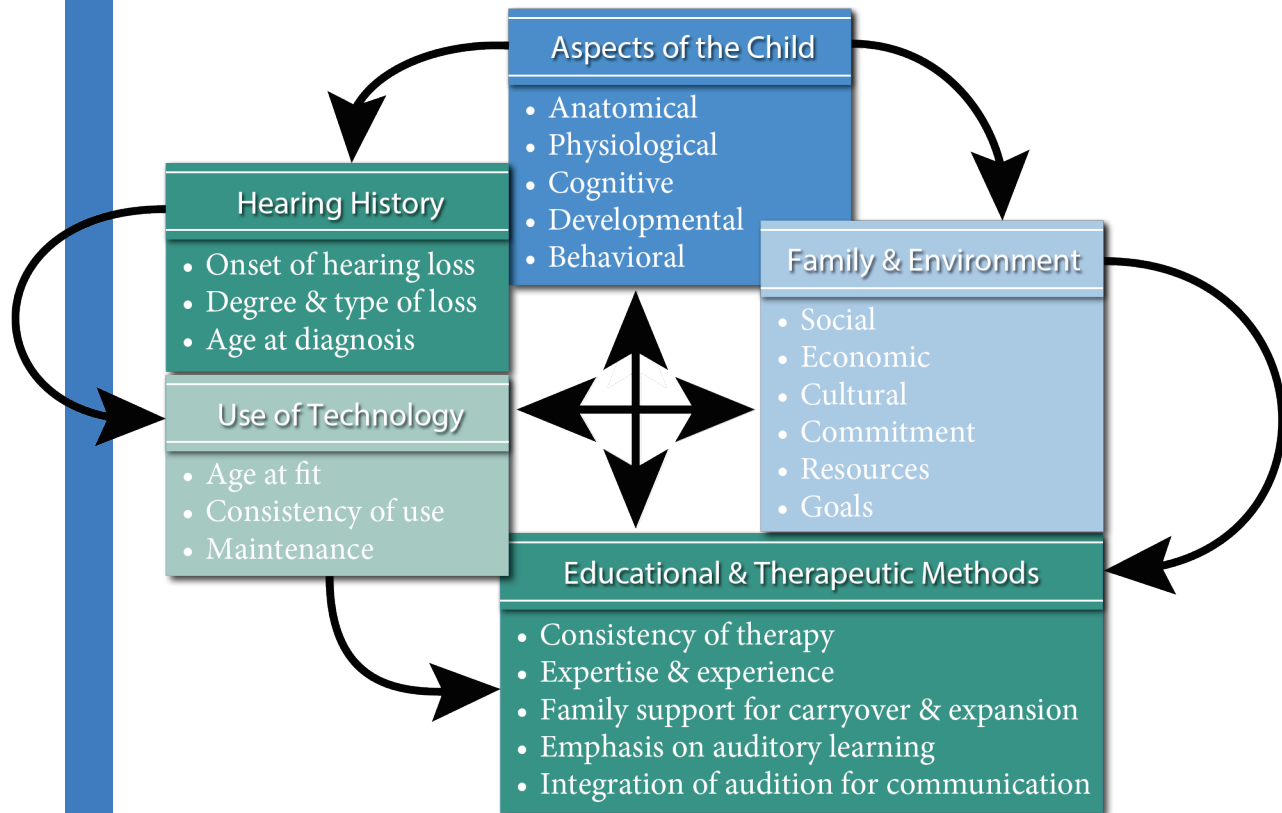 Aspects of the Child
• Anatomical
• Physiological
• Cognitive
• Developmental
• Behavioral
Hearing History
• Onset of hearing loss
• Degree & type of loss
• Age at diagnosis
Family & Environment
• Social
• Economic
• Cultural
• Commitment
• Resources
• Goals
Use of Technology
• Age at fit
• Consistency of use
• Maintenance
Educational & Therapeutic Methods
• Consistency of therapy
• Expertise & experience
• Family support for carryover & expansion
• Emphasis on auditory learning
• Integration of audition for communication